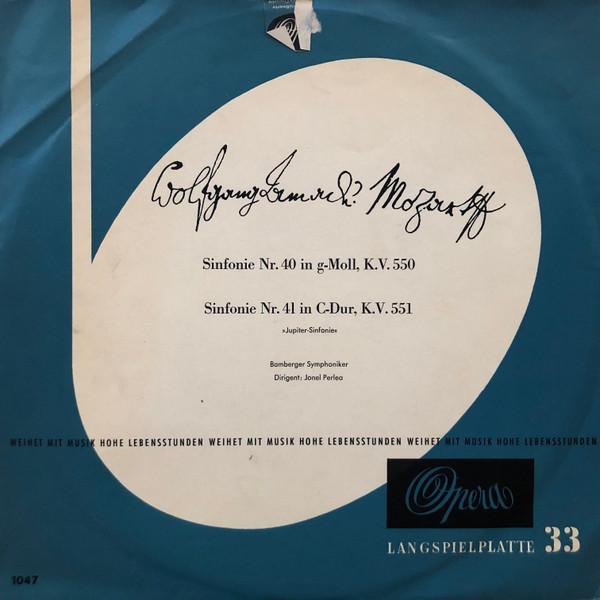 Wolfgang Amadé Mozart
Sinfonie Nr. 40 in g-Moll, K.V. 550
Sinfonie Nr. 41 in C-Dur, K.V. 551
»Jupiter-Sinfonie«
Bamberger Symphoniker
Dirigent: Jonel Perlea
WEIHET MIT MUSIK HOHE LEBENSSTUNDEN WEIHET MIT MUSIK HOHE LEBENSSTUNDEN WEIHET MIT MUSIK HOHE LEBENSSTUNDEN
Opera
LANGSPIELPLATTE 33
1047